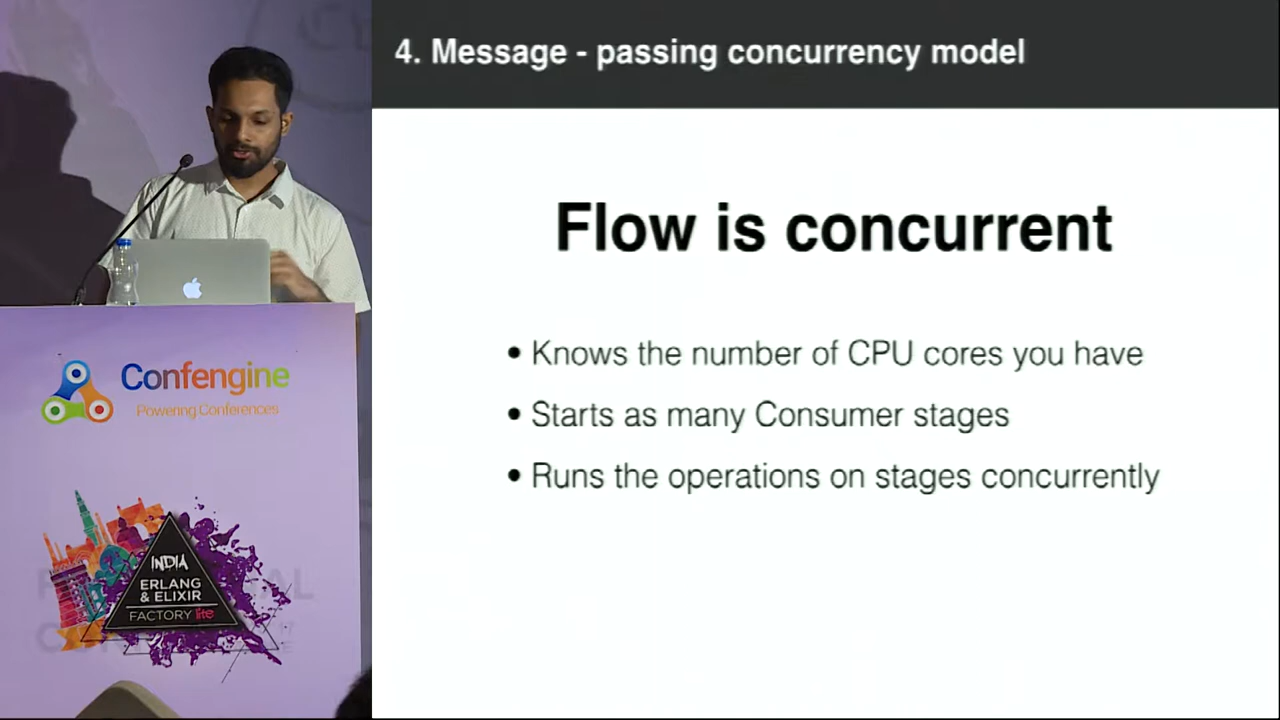 4. Message - passing concurrency model
Flow is concurrent
• Knows the number of CPU cores you have
• Starts as many Consumer stages
• Runs the operations on stages concurrently
Confengine
Powering Conferences
INDIA
ERLANG
& ELIXIR
FACTORY lite